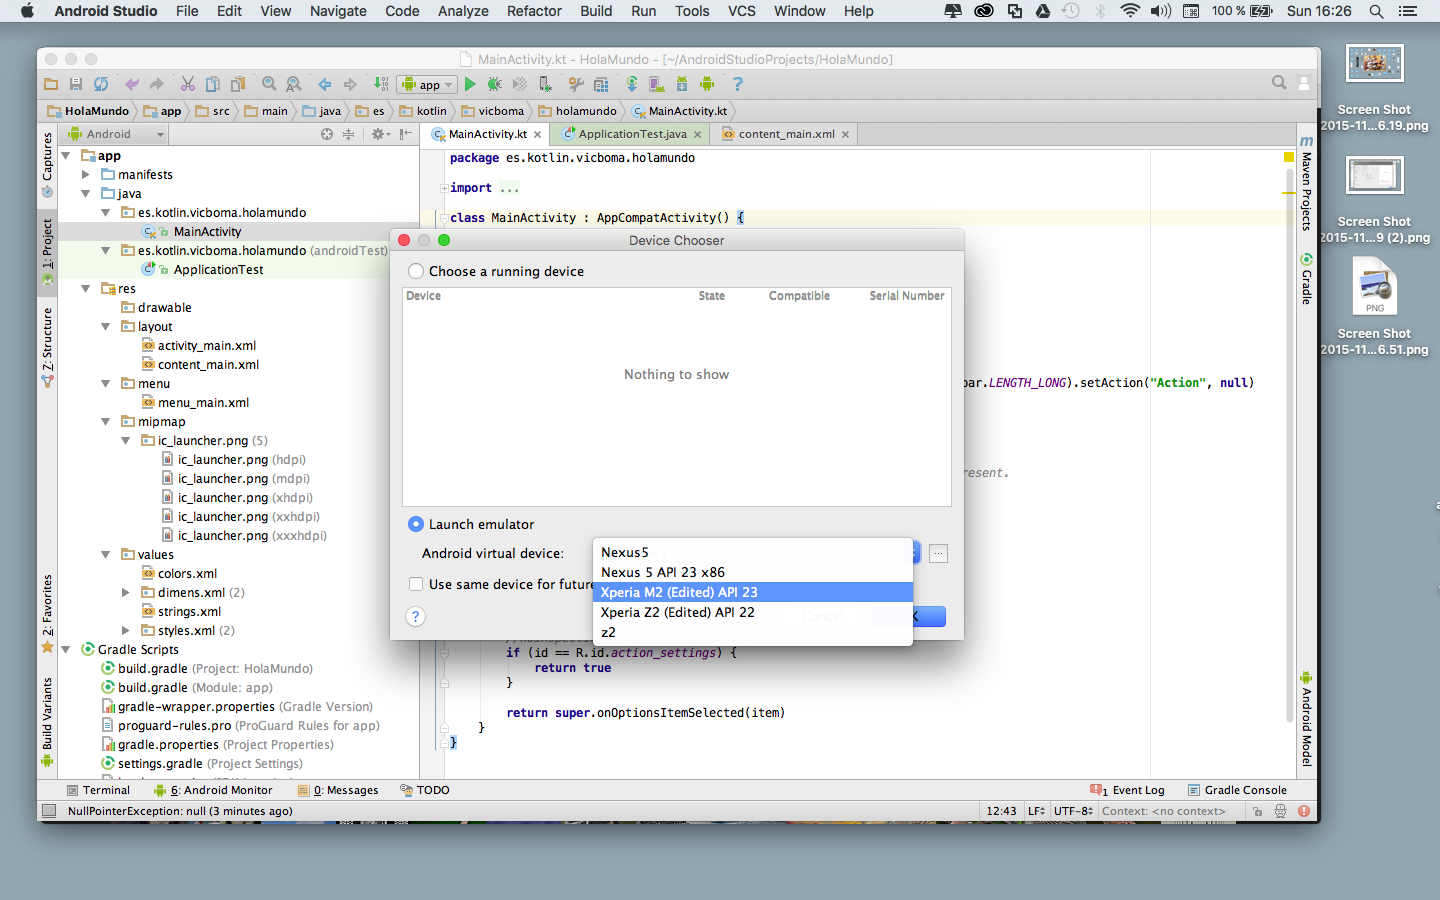 Android Studio File Edit View Navigate Code Analyze Refactor Build Run Tools VCS Window Help 100 % Sun 16:26
MainActivity.kt - HolaMundo - [~/AndroidStudioProjects/HolaMundo]
app
HolaMundo app src main java es kotlin vicboma holamundo MainActivity.kt
Android
MainActivity.kt ApplicationTest.java content_main.xml
Captures
1: Project
Z: Structure
2: Favorites
Build Variants
app
manifests
java
es.kotlin.vicboma.holamundo
MainActivity
es.kotlin.vicboma.holamundo (androidTest)
ApplicationTest
res
drawable
layout
activity_main.xml
content_main.xml
menu
menu_main.xml
mipmap
ic_launcher.png (5)
ic_launcher.png (hdpi)
ic_launcher.png (mdpi)
ic_launcher.png (xhdpi)
ic_launcher.png (xxhdpi)
ic_launcher.png (xxxhdpi)
values
colors.xml
dimens.xml (2)
strings.xml
styles.xml (2)
Gradle Scripts
build.gradle (Project: HolaMundo)
build.gradle (Module: app)
gradle-wrapper.properties (Gradle Version)
proguard-rules.pro (ProGuard Rules for app)
gradle.properties (Project Properties)
settings.gradle (Project Settings)
package es.kotlin.vicboma.holamundo
import ...
class MainActivity : AppCompatActivity() {
bar.LENGTH_LONG).setAction("Action", null)
resent.
Device Chooser
Choose a running device
Device State Compatible Serial Number
Nothing to show
Launch emulator
Android virtual device:
Nexus5
Nexus 5 API 23 x86
Xperia M2 (Edited) API 23
Xperia Z2 (Edited) API 22
z2
Use same device for future
? Cancel OK
if (id == R.id.action_settings) {
return true
}
return super.onOptionsItemSelected(item)
}
}
m
Maven Projects
Gradle
Android Model
Terminal 6: Android Monitor 0: Messages TODO 1 Event Log Gradle Console
NullPointerException: null (3 minutes ago) 12:43 LF UTF-8 Context: <no context>
Screen Shot
2015-11...6.19.png
Screen Shot
2015-11...9 (2).png
PNG
Screen Shot
2015-11...6.51.png